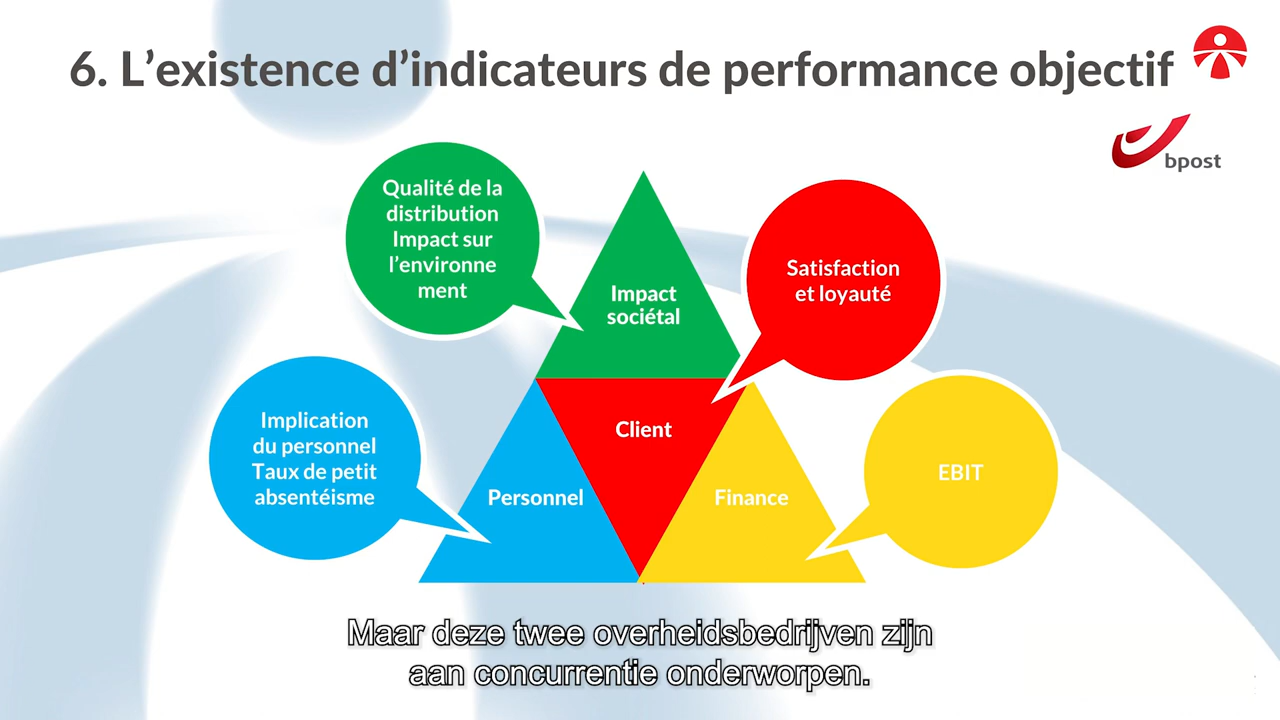 6. L’existence d’indicateurs de performance objectif
bpost
Qualité de la
distribution
Impact sur
l’environne
ment
Impact
sociétal
Satisfaction
et loyauté
Implication
du personnel
Taux de petit
absentéisme
Client
Personnel
Finance
EBIT
Maar deze twee overheidsbedrijven zijn
aan concurrentie onderworpen.